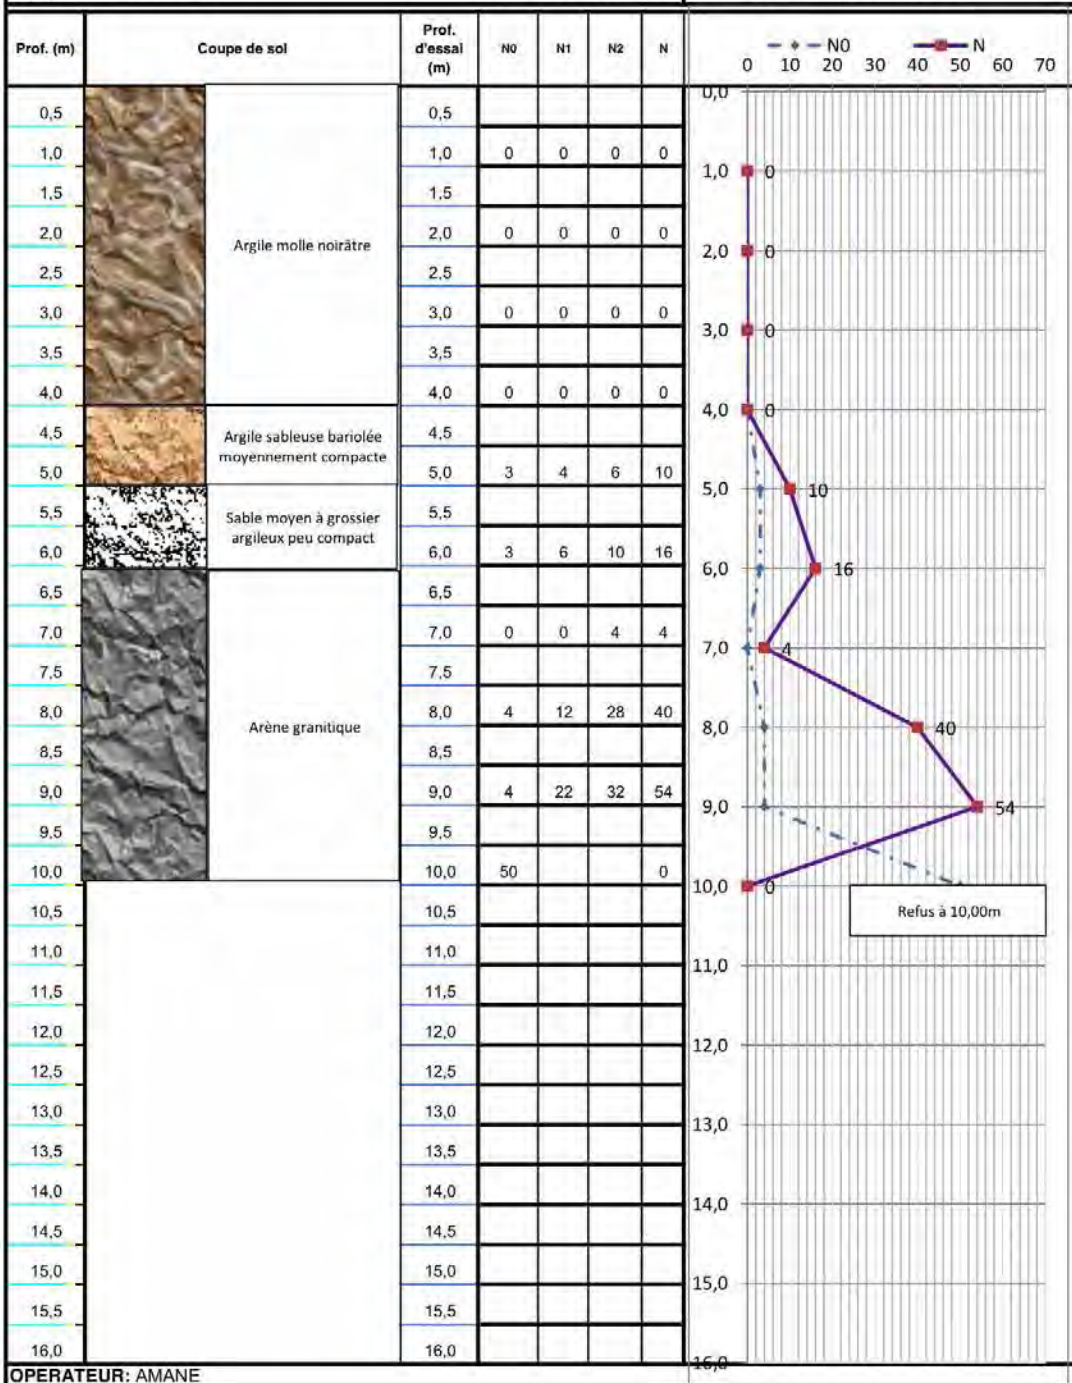 Prof. (m) Coupe de sol Prof. d'essai (m) N0 N1 N2 N
N0 N
0 10 20 30 40 50 60 70
0,0
0,5 0,5
1,0 1,0 0 0 0 0 1,0 0
1,5 1,5
2,0 2,0 0 0 0 0 2,0 0
Argile molle noirâtre
2,5 2,5
3,0 3,0 0 0 0 0 3,0 0
3,5 3,5
4,0 4,0 0 0 0 0 4,0 0
4,5 Argile sableuse bariolée 4,5
moyennement compacte
5,0 5,0 3 4 6 10 5,0 10
5,5 Sable moyen à grossier 5,5
argileux peu compact
6,0 6,0 3 6 10 16 6,0 16
6,5 6,5
7,0 7,0 0 0 4 4 7,0 4
7,5 7,5
8,0 8,0 4 12 28 40 8,0 40
Arène granitique
8,5 8,5
9,0 9,0 4 22 32 54 9,0 54
9,5 9,5
10,0 10,0 50 0 10,0 0
10,5 10,5 Refus à 10,00m
11,0 11,0 11,0
11,5 11,5
12,0 12,0 12,0
12,5 12,5
13,0 13,0 13,0
13,5 13,5
14,0 14,0 14,0
14,5 14,5
15,0 15,0 15,0
15,5 15,5
16,0 16,0 16,0
OPERATEUR: AMANE